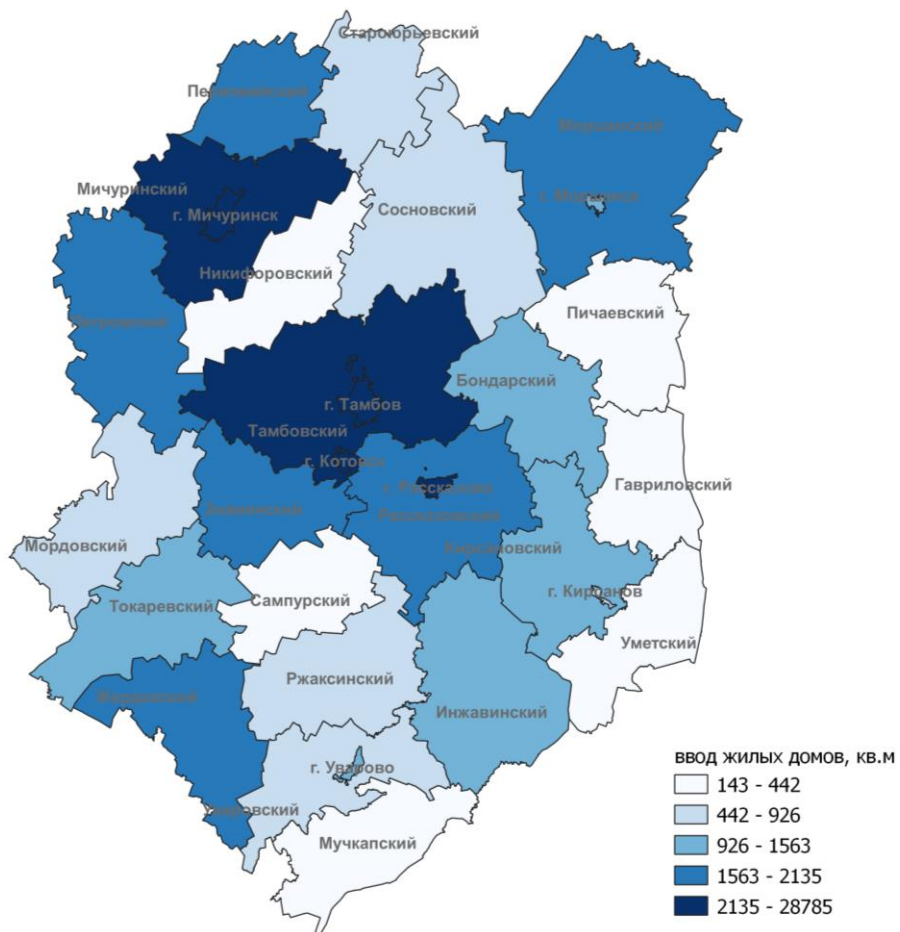 Староюрьевский
Первомайский
Моршанский
Мичуринский
г. Моршанск
г. Мичуринск
Сосновский
Никифоровский
Пичаевский
Петровский
Бондарский
г. Тамбов
Тамбовский
г. Котовск
Гавриловский
г. Рассказово
Знаменский
Рассказовский
Мордовский
Кирсановский
г. Кирсанов
Токаревский
Сампурский
Уметский
Ржаксинский
Жердевский
Инжавинский
ввод жилых домов, кв.м
г. Уварово
143 - 442
Уваровский
442 - 926
Мучкапский
926 - 1563
1563 - 2135
2135 - 28785